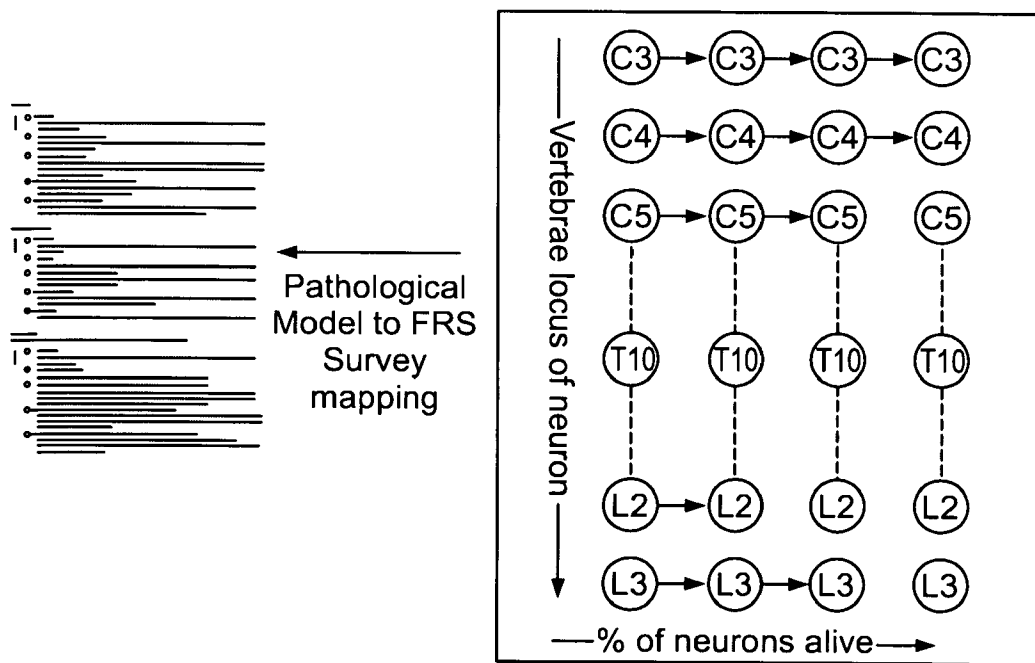 C3 C3 C3 C3
C4 C4 C4 C4
C5 C5 C5 C5
T10 T10 T10 T10
L2 L2 L2 L2
L3 L3 L3 L3
Vertebrae locus of neuron
% of neurons alive
Pathological
Model to FRS
Survey
mapping